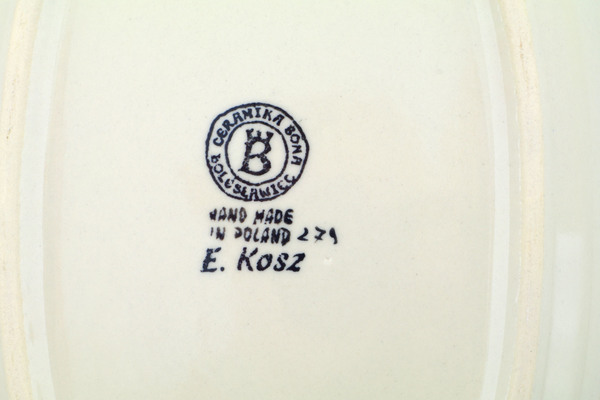 CERAMIKA BONA
B
BOLESŁAWIEC
HAND MADE
IN POLAND 279
E. Kosz